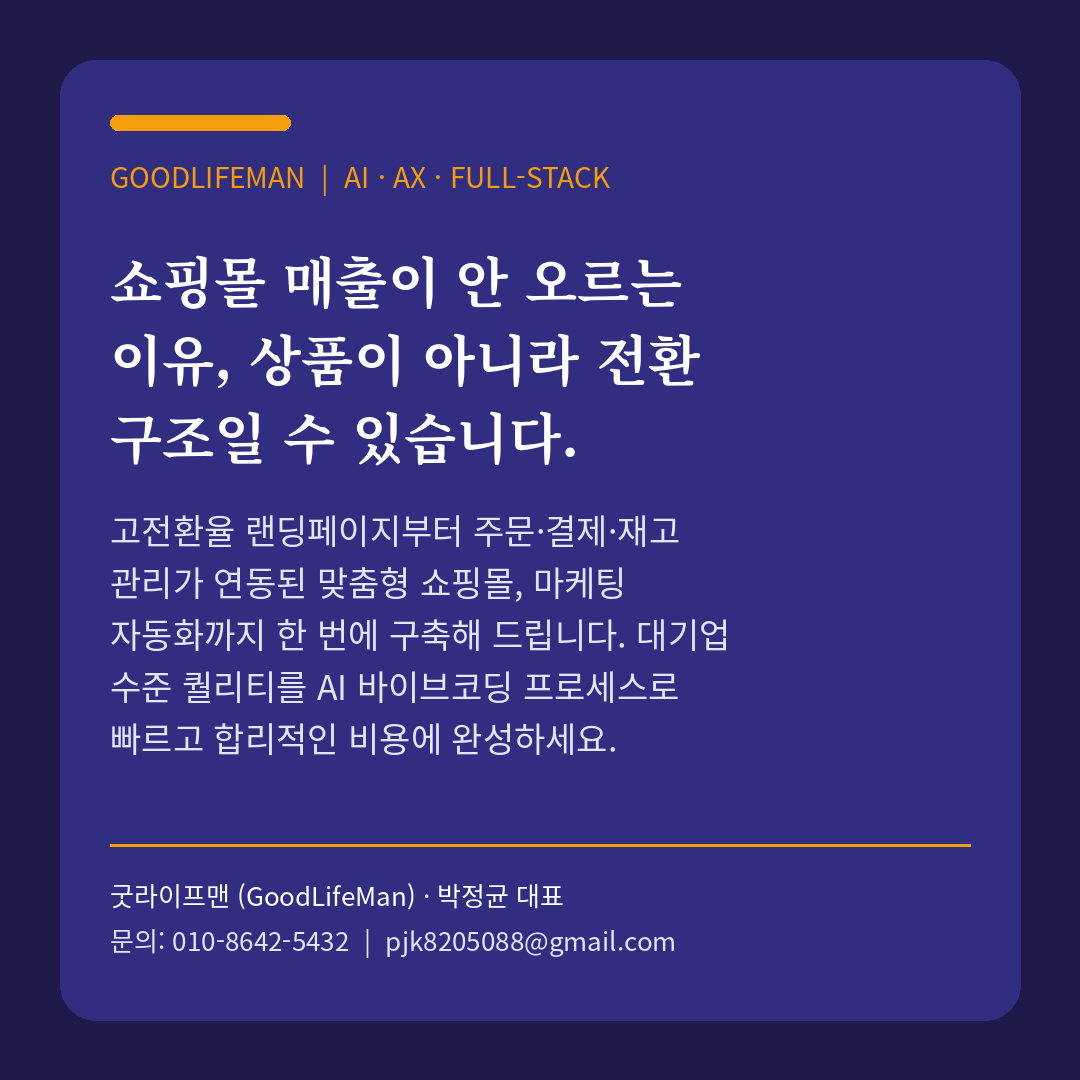 GOODLIFEMAN | AI · AX · FULL-STACK
쇼핑몰 매출이 안 오르는
이유, 상품이 아니라 전환
구조일 수 있습니다.
고전환율 랜딩페이지부터 주문·결제·재고
관리가 연동된 맞춤형 쇼핑몰, 마케팅
자동화까지 한 번에 구축해 드립니다. 대기업
수준 퀄리티를 AI 바이브코딩 프로세스로
빠르고 합리적인 비용에 완성하세요.
굿라이프맨 (GoodLifeMan) · 박정균 대표
문의: 010-8642-5432 | pjk8205088@gmail.com